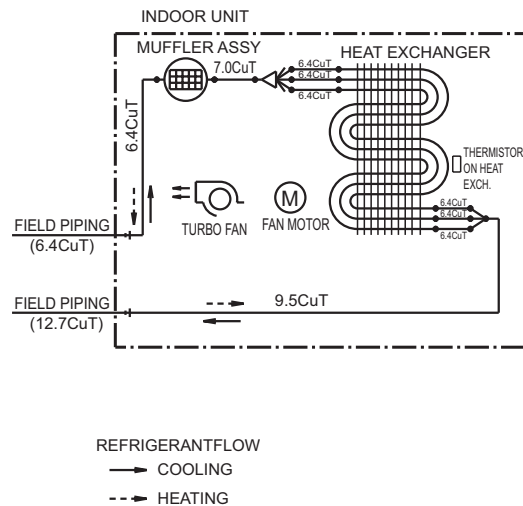 INDOOR UNIT
MUFFLER ASSY
HEAT EXCHANGER
7.0CuT
6.4CuT
6.4CuT
6.4CuT
6.4CuT
THERMISTOR
ON HEAT
EXCH.
M
TURBO FAN
FAN MOTOR
6.4CuT
6.4CuT
6.4CuT
FIELD PIPING
(6.4CuT)
FIELD PIPING
(12.7CuT)
9.5CuT
REFRIGERANTFLOW
COOLING
HEATING